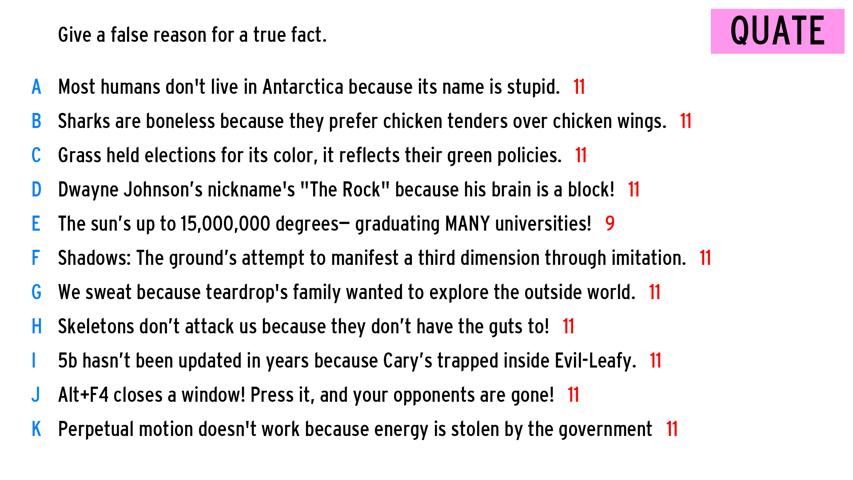 Give a false reason for a true fact.
QUATE
A Most humans don't live in Antarctica because its name is stupid. 11
B Sharks are boneless because they prefer chicken tenders over chicken wings. 11
C Grass held elections for its color, it reflects their green policies. 11
D Dwayne Johnson’s nickname's "The Rock" because his brain is a block! 11
E The sun’s up to 15,000,000 degrees— graduating MANY universities! 9
F Shadows: The ground’s attempt to manifest a third dimension through imitation. 11
G We sweat because teardrop's family wanted to explore the outside world. 11
H Skeletons don’t attack us because they don’t have the guts to! 11
I 5b hasn’t been updated in years because Cary’s trapped inside Evil-Leafy. 11
J Alt+F4 closes a window! Press it, and your opponents are gone! 11
K Perpetual motion doesn't work because energy is stolen by the government 11